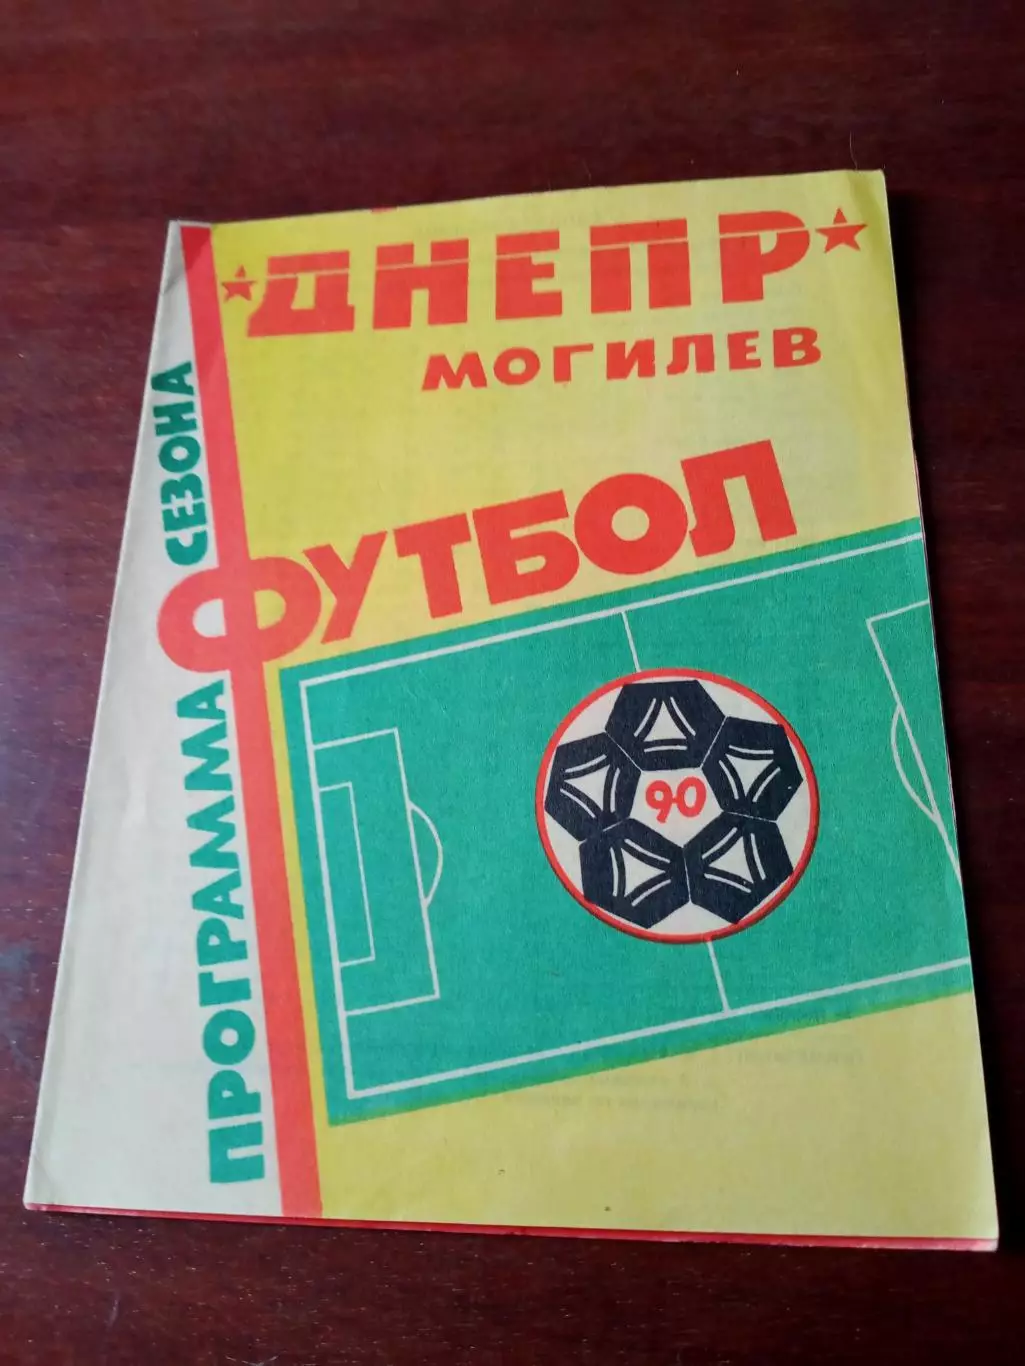 ДНЕПР
МОГИЛЕВ
ФУТБОЛ
ПРОГРАММА СЕЗОНА
90